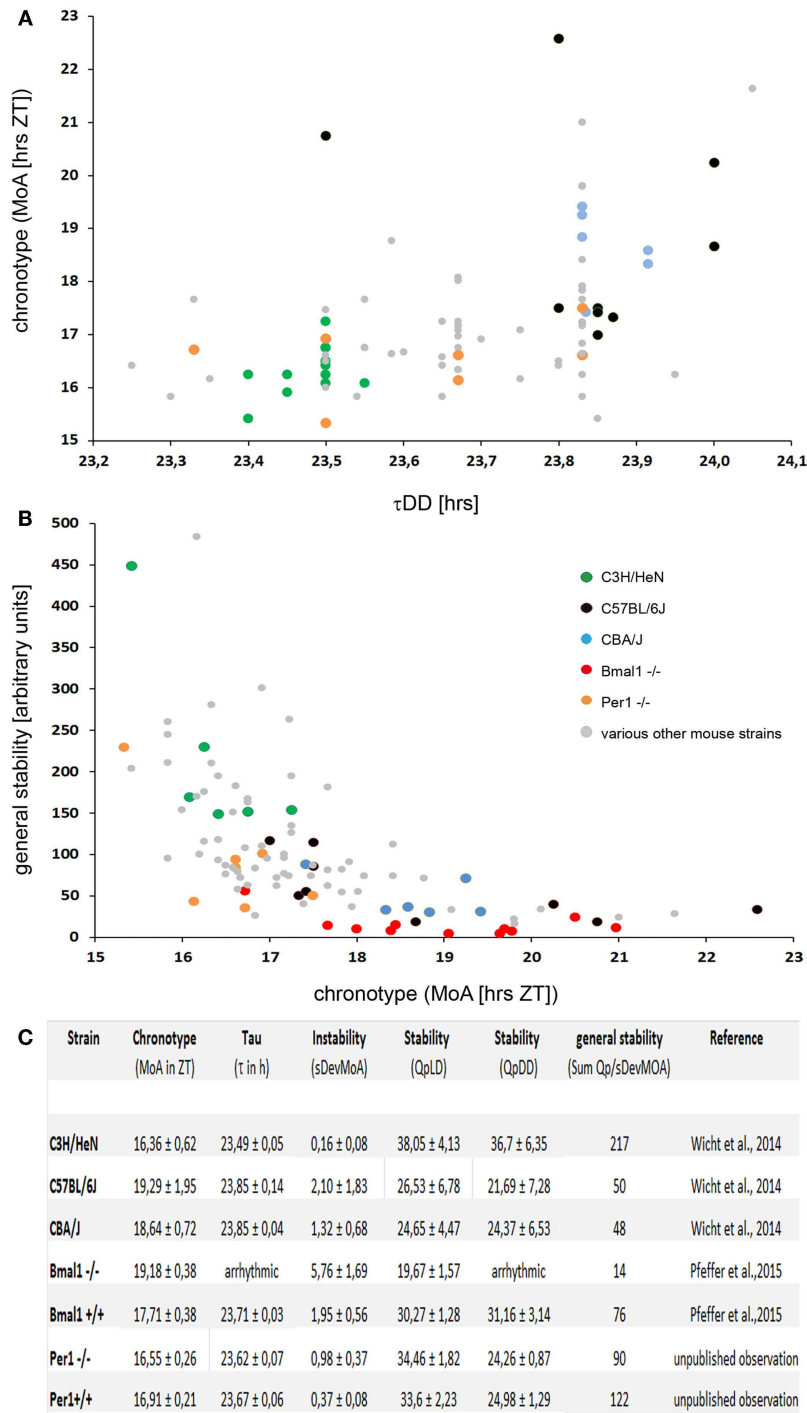 A
23
22
21
20
19
18
17
16
15
chronotype (MoA [hrs ZT])
23,2 23,3 23,4 23,5 23,6 23,7 23,8 23,9 24,0 24,1
τDD [hrs]
B
500
450
400
350
300
250
200
150
100
50
0
general stability [arbitrary units]
C3H/HeN
C57BL/6J
CBA/J
Bmal1 -/-
Per1 -/-
various other mouse strains
15 16 17 18 19 20 21 22 23
chronotype (MoA [hrs ZT])
C
Strain Chronotype Tau Instability Stability Stability general stability Reference
(MoA in ZT) (τ in h) (sDevMoA) (QpLD) (QpDD) (Sum Qp/sDevMOA)
C3H/HeN 16,36 ± 0,62 23,49 ± 0,05 0,16 ± 0,08 38,05 ± 4,13 36,7 ± 6,35 217 Wicht et al., 2014
C57BL/6J 19,29 ± 1,95 23,85 ± 0,14 2,10 ± 1,83 26,53 ± 6,78 21,69 ± 7,28 50 Wicht et al., 2014
CBA/J 18,64 ± 0,72 23,85 ± 0,04 1,32 ± 0,68 24,65 ± 4,47 24,37 ± 6,53 48 Wicht et al., 2014
Bmal1 -/- 19,18 ± 0,38 arrhythmic 5,76 ± 1,69 19,67 ± 1,57 arrhythmic 14 Pfeffer et al.,2015
Bmal1 +/+ 17,71 ± 0,38 23,71 ± 0,03 1,95 ± 0,56 30,27 ± 1,28 31,16 ± 3,14 76 Pfeffer et al.,2015
Per1 -/- 16,55 ± 0,26 23,62 ± 0,07 0,98 ± 0,37 34,46 ± 1,82 24,26 ± 0,87 90 unpublished observation
Per1+/+ 16,91 ± 0,21 23,67 ± 0,06 0,37 ± 0,08 33,6 ± 2,23 24,98 ± 1,29 122 unpublished observation